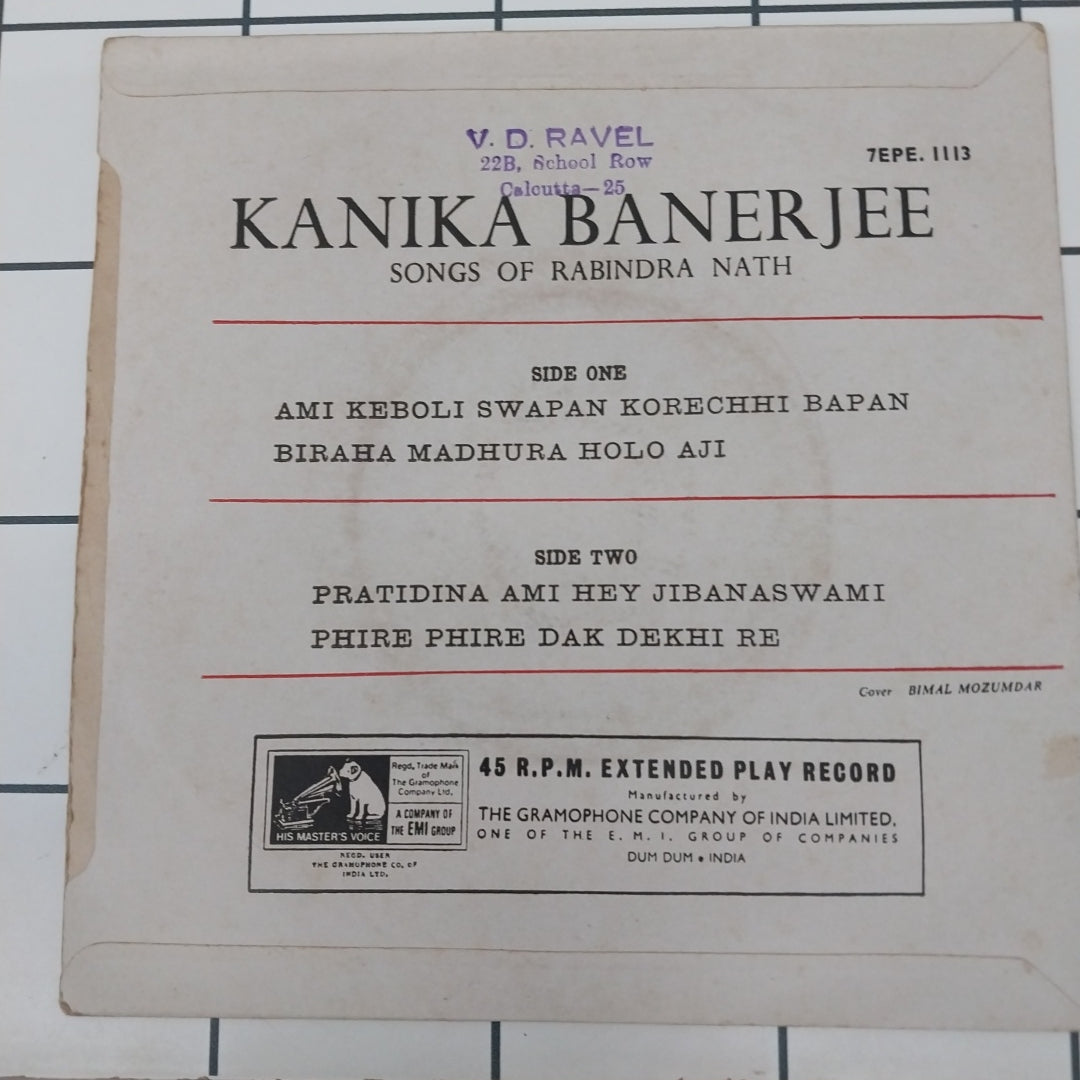 V. D. RAVEL
22B, School Row
Calcutta—25
7EPE. 1113
KANIKA BANERJEE
SONGS OF RABINDRA NATH
SIDE ONE
AMI KEBOLI SWAPAN KORECHHI BAPAN
BIRAHA MADHURA HOLO AJI
SIDE TWO
PRATIDINA AMI HEY JIBANASWAMI
PHIRE PHIRE DAK DEKHI RE
Cover BIMAL MOZUMDAR
HIS MASTER'S VOICE
Regd. Trade Mark
of
The Gramophone
Company Ltd.
A COMPANY OF
THE EMI GROUP
REGD. USER
THE GRAMOPHONE CO. OF
INDIA LTD.
45 R.P.M. EXTENDED PLAY RECORD
Manufactured by
THE GRAMOPHONE COMPANY OF INDIA LIMITED.
ONE OF THE E. M. I. GROUP OF COMPANIES
DUM DUM • INDIA